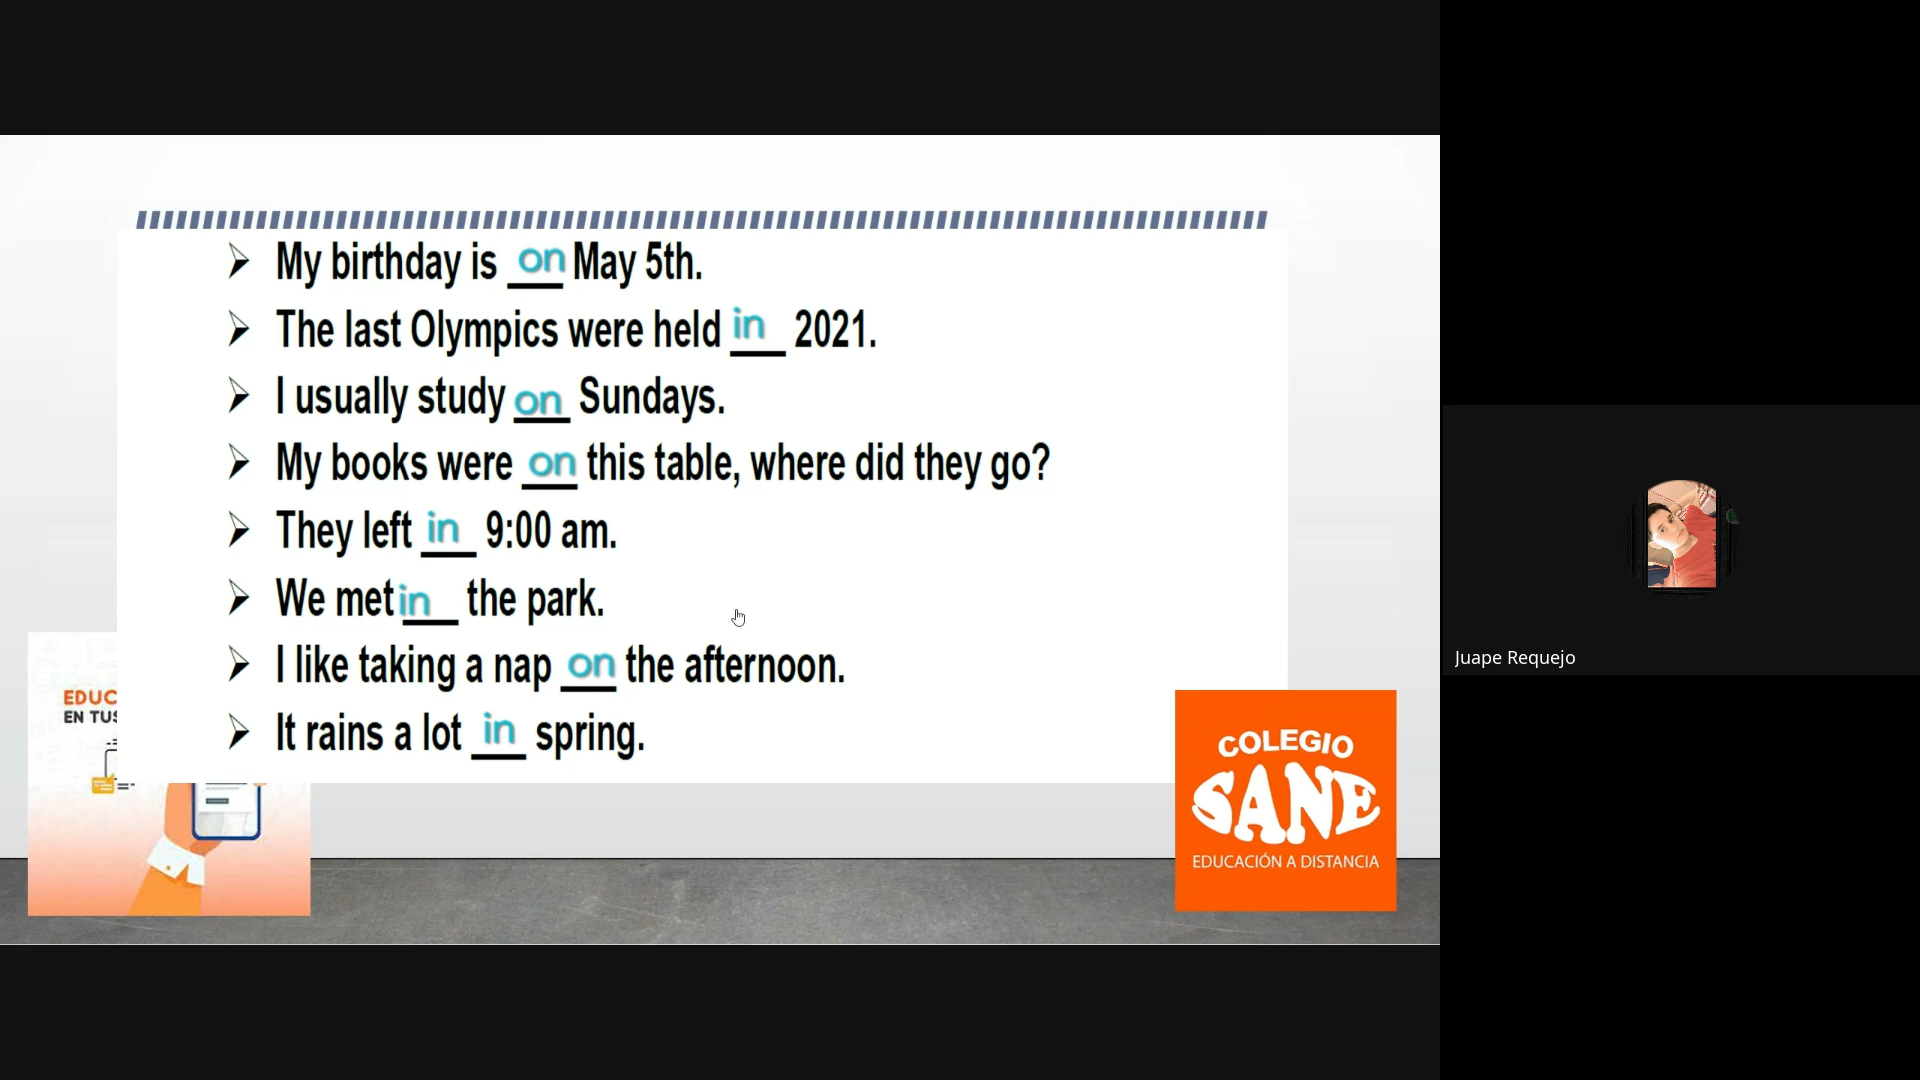 My birthday is on May 5th.
The last Olympics were held in 2021.
I usually study on Sundays.
My books were on this table, where did they go?
They left in 9:00 am.
We met in the park.
I like taking a nap on the afternoon.
It rains a lot in spring.
EDUC
EN TUS
COLEGIO
SANE
EDUCACIÓN A DISTANCIA
Juape Requejo